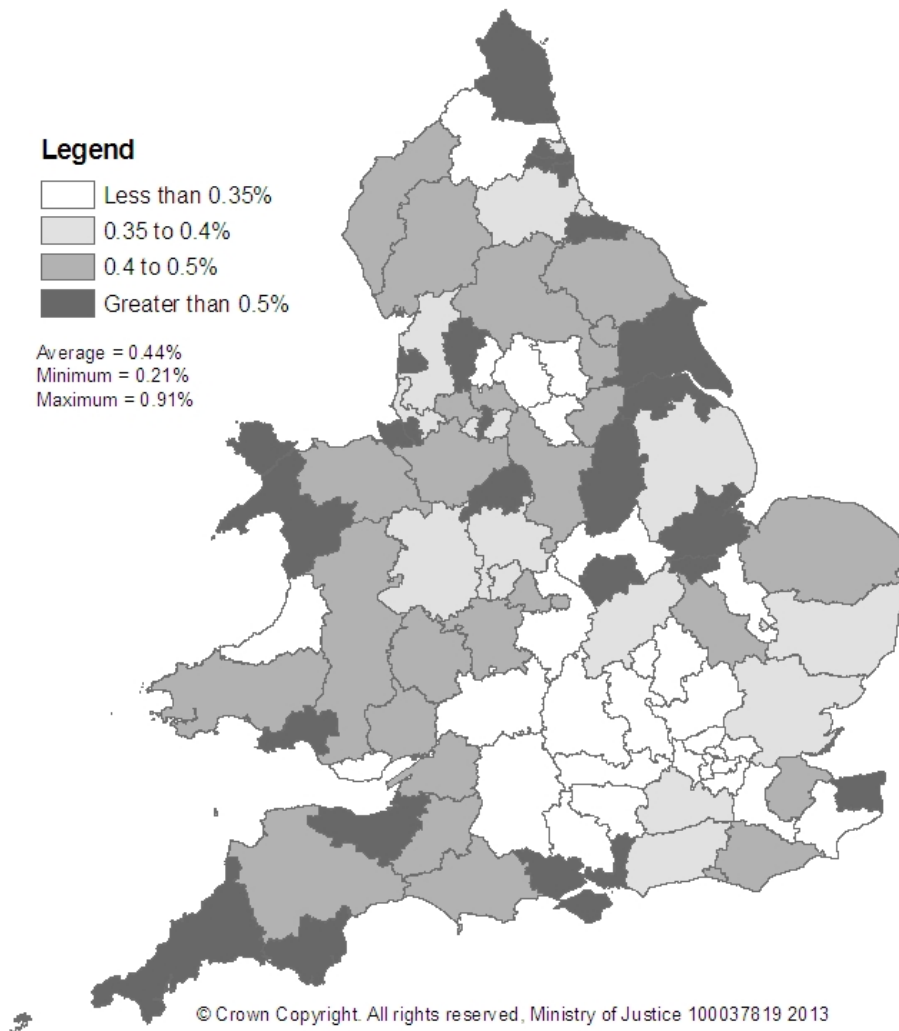 Legend
Less than 0.35%
0.35 to 0.4%
0.4 to 0.5%
Greater than 0.5%
Average = 0.44%
Minimum = 0.21%
Maximum = 0.91%
© Crown Copyright. All rights reserved, Ministry of Justice 100037819 2013